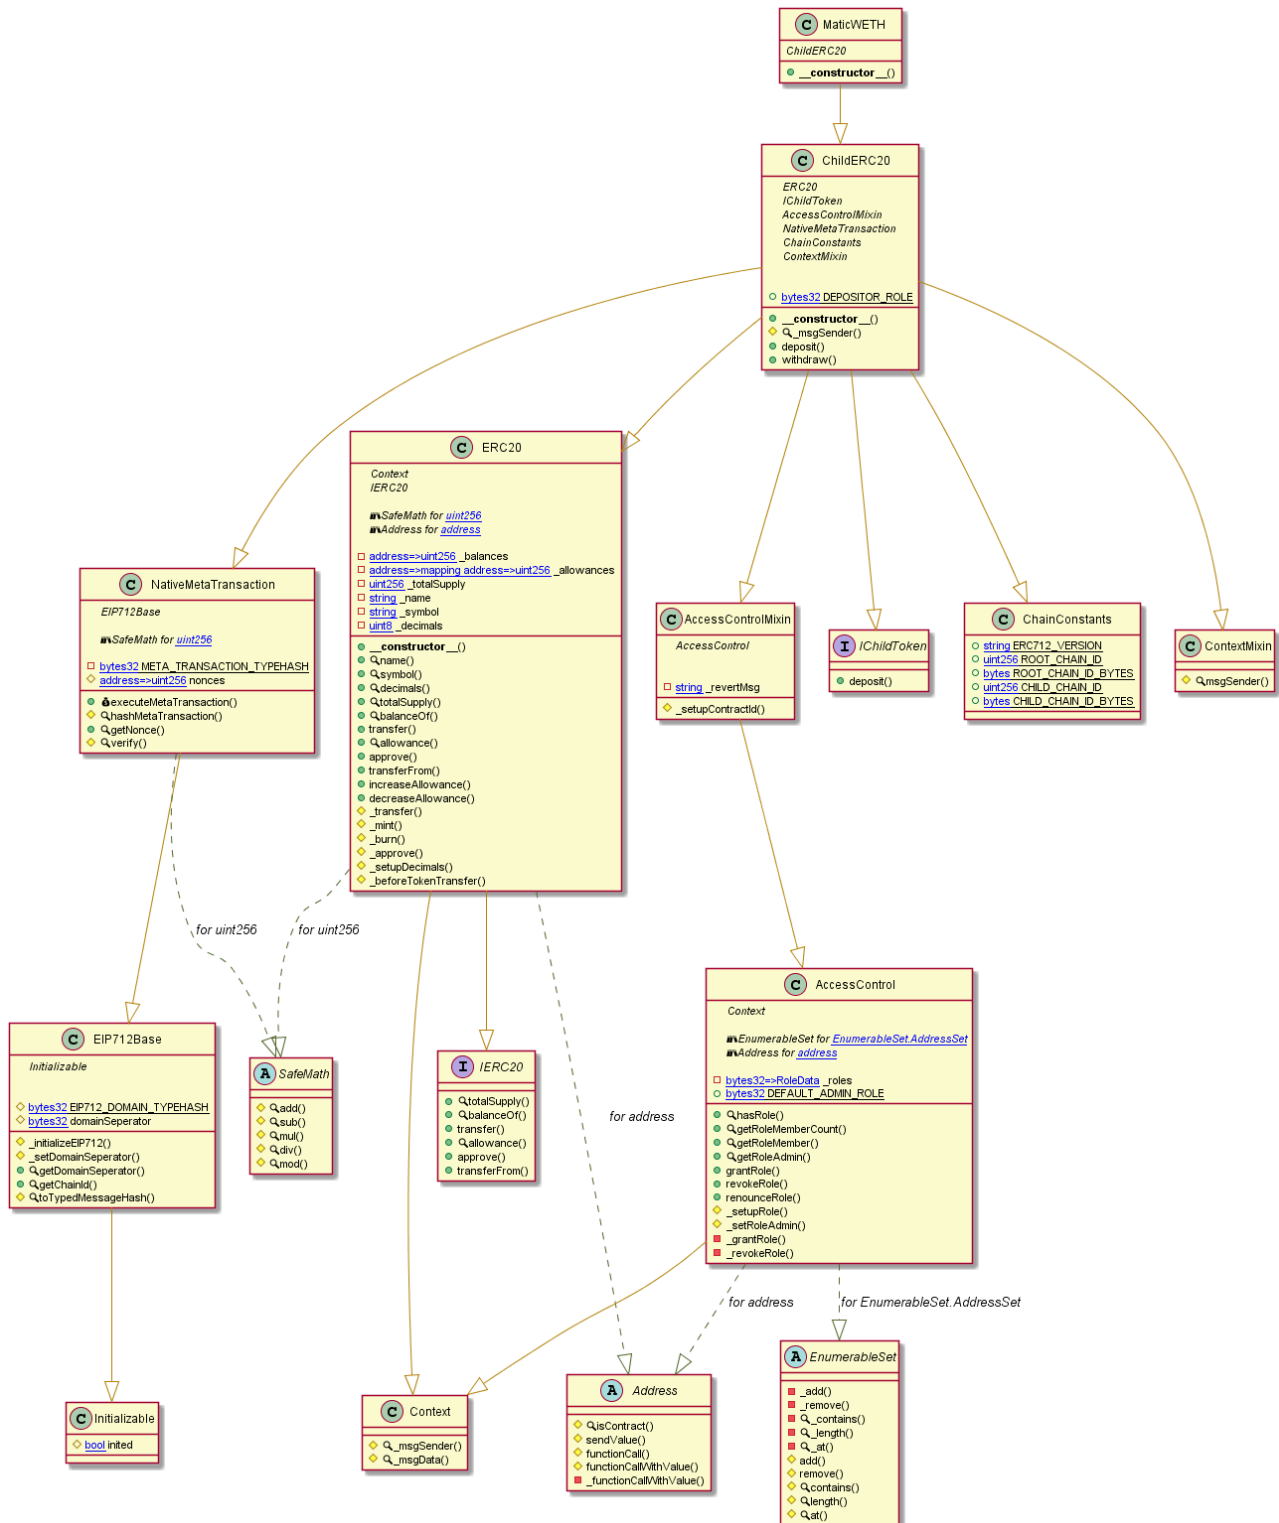 C MaticWETH
ChildERC20
__constructor__()
C ChildERC20
ERC20
IChildToken
AccessControlMixin
NativeMetaTransaction
ChainConstants
ContextMixin
bytes32 DEPOSITOR_ROLE
__constructor__()
_msgSender()
deposit()
withdraw()
C ERC20
Context
IERC20
SafeMath for uint256
Address for address
address=>uint256 _balances
address=>mapping address=>uint256 _allowances
uint256 _totalSupply
string _name
string _symbol
uint8 _decimals
__constructor__()
name()
symbol()
decimals()
totalSupply()
balanceOf()
transfer()
allowance()
approve()
transferFrom()
increaseAllowance()
decreaseAllowance()
_transfer()
_mint()
_burn()
_approve()
_setupDecimals()
_beforeTokenTransfer()
C NativeMetaTransaction
EIP712Base
SafeMath for uint256
bytes32 META_TRANSACTION_TYPEHASH
address=>uint256 nonces
executeMetaTransaction()
hashMetaTransaction()
getNonce()
verify()
C AccessControlMixin
AccessControl
string _revertMsg
_setupContractId()
I IChildToken
deposit()
C ChainConstants
string ERC712_VERSION
uint256 ROOT_CHAIN_ID
bytes ROOT_CHAIN_ID_BYTES
uint256 CHILD_CHAIN_ID
bytes CHILD_CHAIN_ID_BYTES
C ContextMixin
msgSender()
for uint256
for uint256
for address
C EIP712Base
Initializable
bytes32 EIP712_DOMAIN_TYPEHASH
bytes32 domainSeperator
_initializeEIP712()
_setDomainSeperator()
getDomainSeperator()
getChainId()
toTypedMessageHash()
A SafeMath
add()
sub()
mul()
div()
mod()
I IERC20
totalSupply()
balanceOf()
transfer()
allowance()
approve()
transferFrom()
C AccessControl
Context
EnumerableSet for EnumerableSet.AddressSet
Address for address
bytes32=>RoleData _roles
bytes32 DEFAULT_ADMIN_ROLE
hasRole()
getRoleMemberCount()
getRoleMember()
getRoleAdmin()
grantRole()
revokeRole()
renounceRole()
_setupRole()
_setRoleAdmin()
_grantRole()
_revokeRole()
for address
for EnumerableSet.AddressSet
C Initializable
bool inited
C Context
_msgSender()
_msgData()
A Address
isContract()
sendValue()
functionCall()
functionCallWithValue()
_functionCallWithValue()
A EnumerableSet
_add()
_remove()
_contains()
_length()
_at()
add()
remove()
contains()
length()
at()